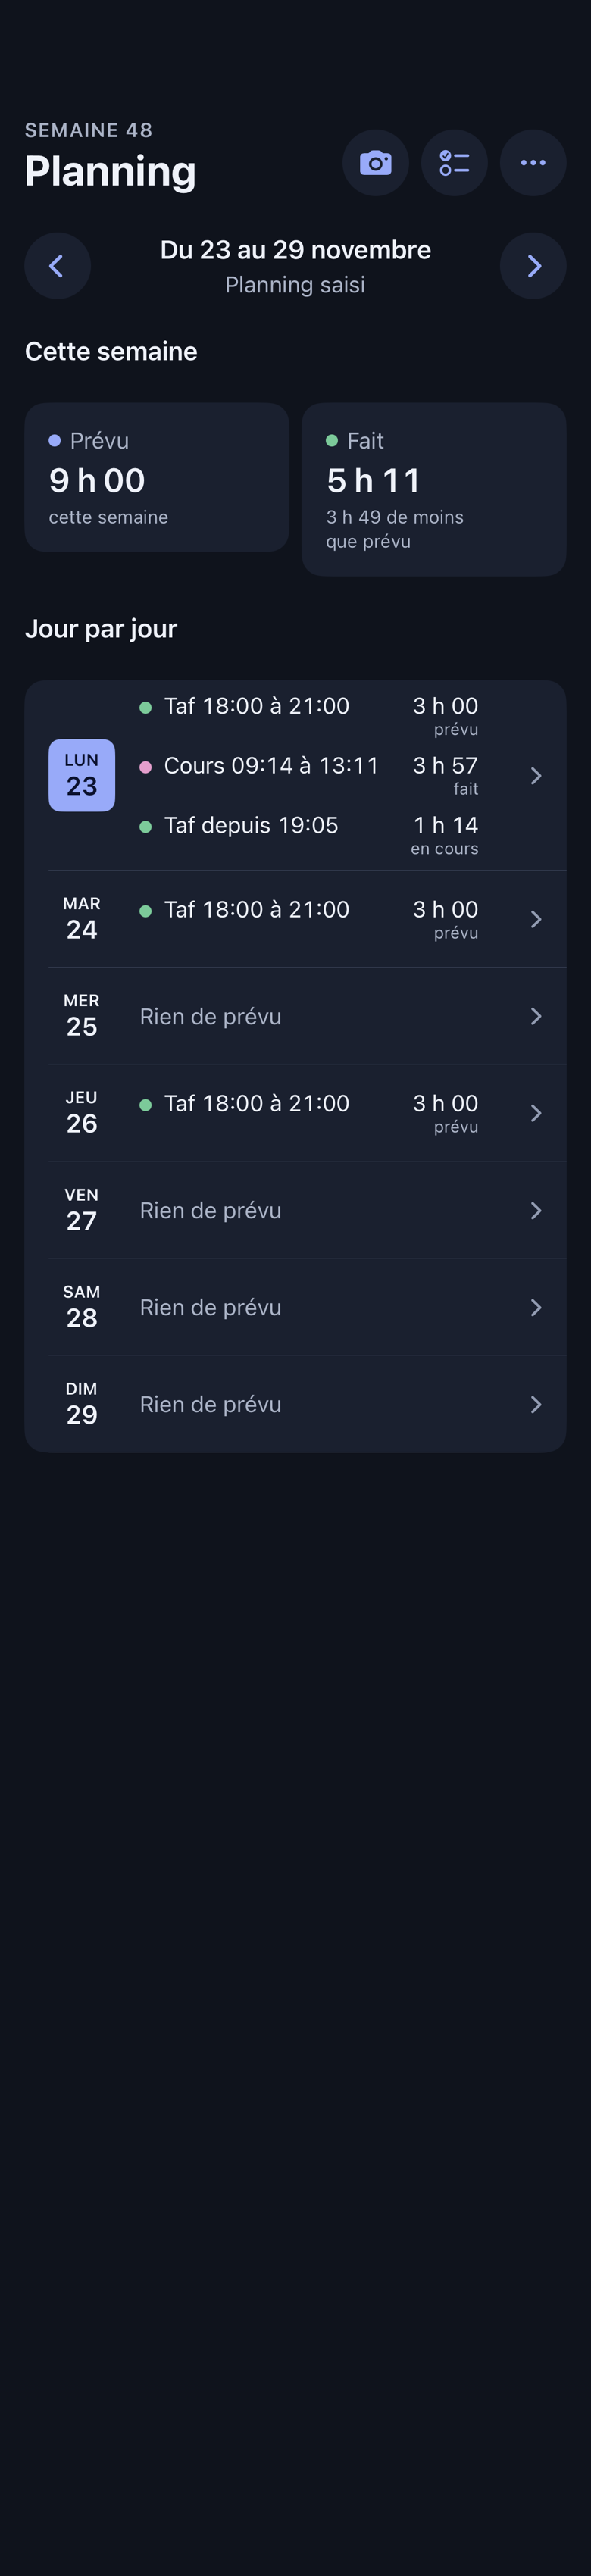 SEMAINE 48
Planning
Du 23 au 29 novembre
Planning saisi
Cette semaine
Prévu
9 h 00
cette semaine
Fait
5 h 11
3 h 49 de moins
que prévu
Jour par jour
LUN
23
Taf 18:00 à 21:00
3 h 00
prévu
Cours 09:14 à 13:11
3 h 57
fait
Taf depuis 19:05
1 h 14
en cours
MAR
24
Taf 18:00 à 21:00
3 h 00
prévu
MER
25
Rien de prévu
JEU
26
Taf 18:00 à 21:00
3 h 00
prévu
VEN
27
Rien de prévu
SAM
28
Rien de prévu
DIM
29
Rien de prévu